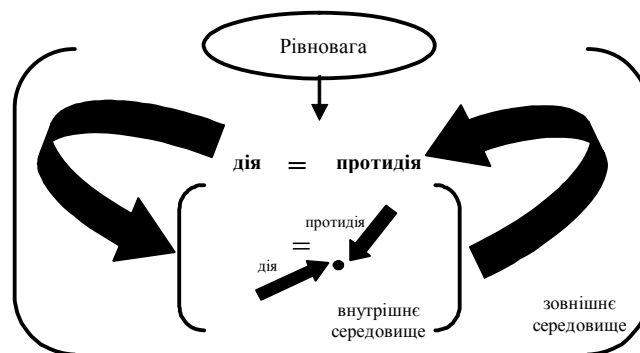 Рівновага
дія = протидія
протидія
=
дія
внутрішнє
середовище
зовнішнє
середовище